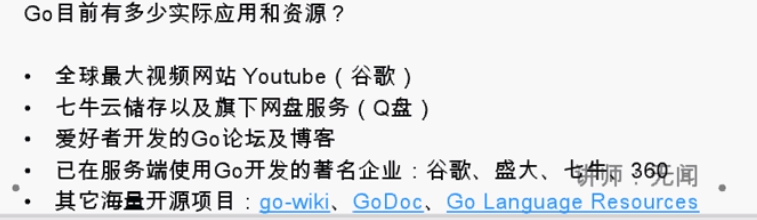 Go目前有多少实际应用和资源？
• 全球最大视频网站 Youtube（谷歌）
• 七牛云储存以及旗下网盘服务（Q盘）
• 爱好者开发的Go论坛及博客
• 已在服务端使用Go开发的著名企业：谷歌、盛大、七牛、360
讲师：无闻
• 其它海量开源项目：go-wiki、GoDoc、Go Language Resources